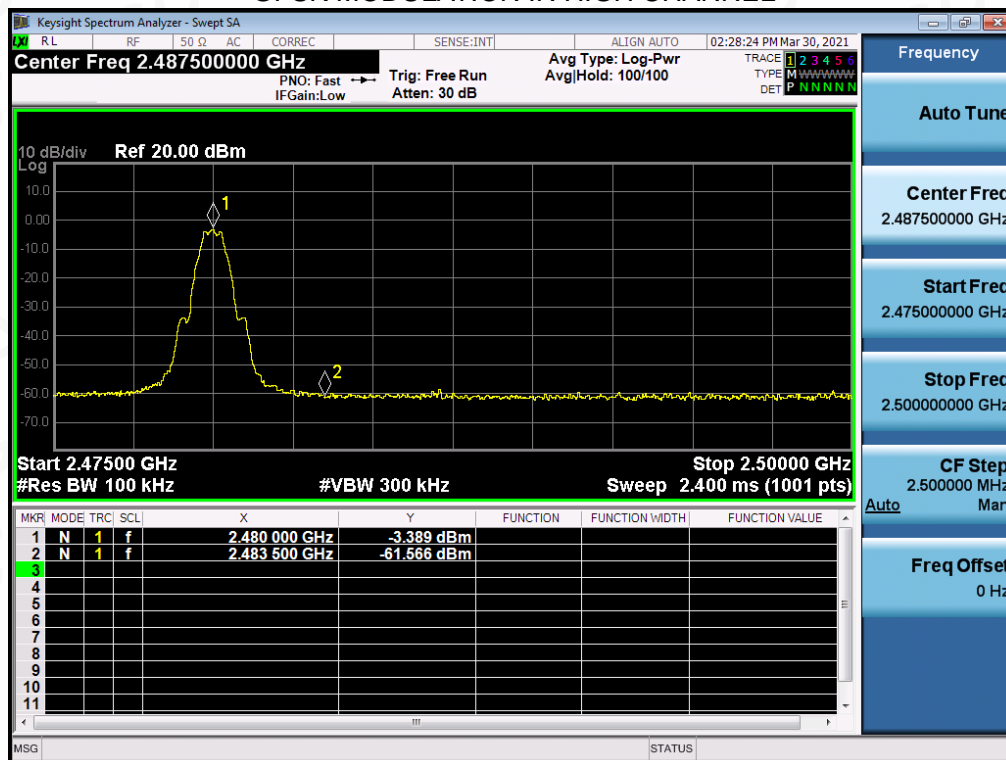 Keysight Spectrum Analyzer - Swept SA
LXI RL RF 50 Ω AC CORREC SENSE:INT ALIGN AUTO 02:28:24 PM Mar 30, 2021
Center Freq 2.487500000 GHz
PNO: Fast
IFGain:Low
Trig: Free Run
Atten: 30 dB
Avg Type: Log-Pwr
Avg|Hold: 100/100
TRACE 1 2 3 4 5 6
TYPE M WWWWW
DET P N N N N N
10 dB/div Ref 20.00 dBm
Log
10.0
0.00
-10.0
-20.0
-30.0
-40.0
-50.0
-60.0
-70.0
1
2
Start 2.47500 GHz Stop 2.50000 GHz
#Res BW 100 kHz #VBW 300 kHz Sweep 2.400 ms (1001 pts)
MKR MODE TRC SCL X Y FUNCTION FUNCTION WIDTH FUNCTION VALUE
1 N 1 f 2.480 000 GHz -3.389 dBm
2 N 1 f 2.483 500 GHz -61.566 dBm
3
4
5
6
7
8
9
10
11
MSG STATUS
Frequency
Auto Tune
Center Freq
2.487500000 GHz
Start Freq
2.475000000 GHz
Stop Freq
2.500000000 GHz
CF Step
2.500000 MHz
Auto Man
Freq Offset
0 Hz